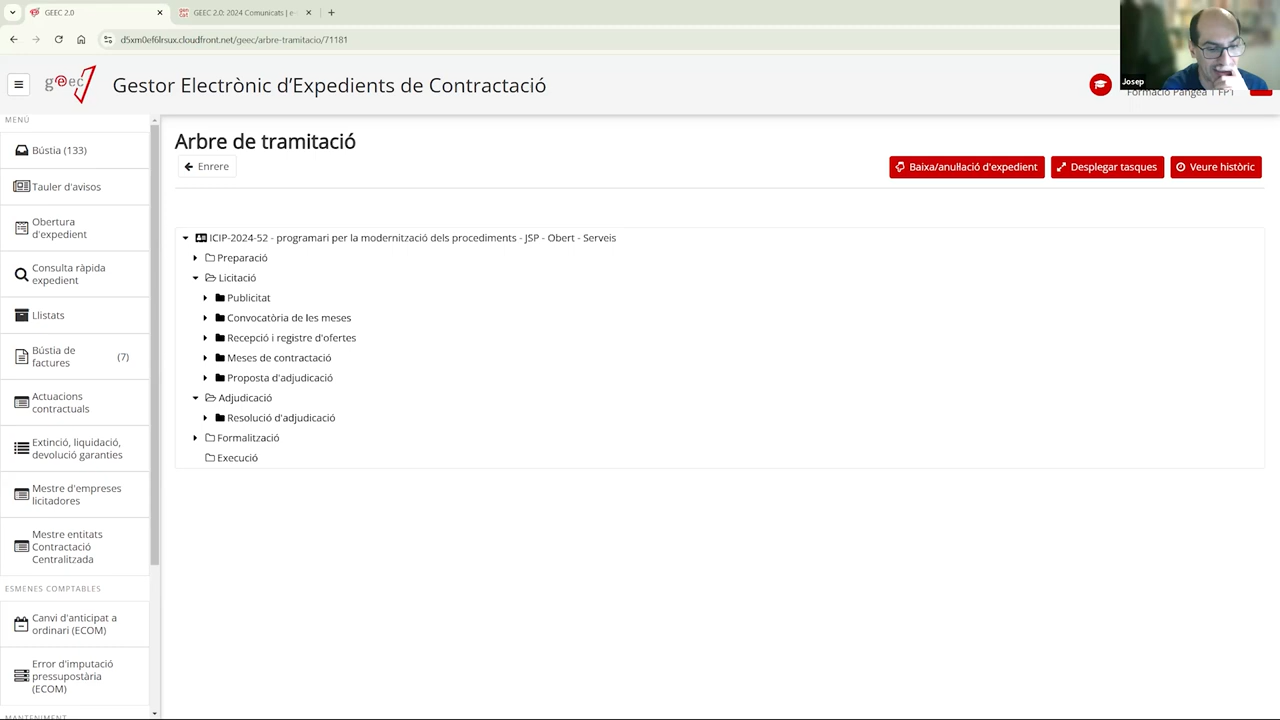 GEEC 2.0
GEEC 2.0: 2024 Comunicats | e-
d5xm0ef6lrsux.cloudfront.net/geec/arbre-tramitacio/71181
geec
Gestor Electrònic d'Expedients de Contractació
Josep
Formació Pangea 1 FP1
MENÚ
Bústia (133)
Tauler d'avisos
Obertura
d'expedient
Consulta ràpida
expedient
Llistats
Bústia de
factures
(7)
Actuacions
contractuals
Extinció, liquidació,
devolució garanties
Mestre d'empreses
licitadores
Mestre entitats
Contractació
Centralitzada
ESMENES COMPTABLES
Canvi d'anticipat a
ordinari (ECOM)
Error d'imputació
pressupostària
(ECOM)
MANTENIMENT
Arbre de tramitació
Enrere
Baixa/anul·lació d'expedient
Desplegar tasques
Veure històric
ICIP-2024-52 - programari per la modernització dels procediments - JSP - Obert - Serveis
Preparació
Licitació
Publicitat
Convocatòria de les meses
Recepció i registre d'ofertes
Meses de contractació
Proposta d'adjudicació
Adjudicació
Resolució d'adjudicació
Formalització
Execució